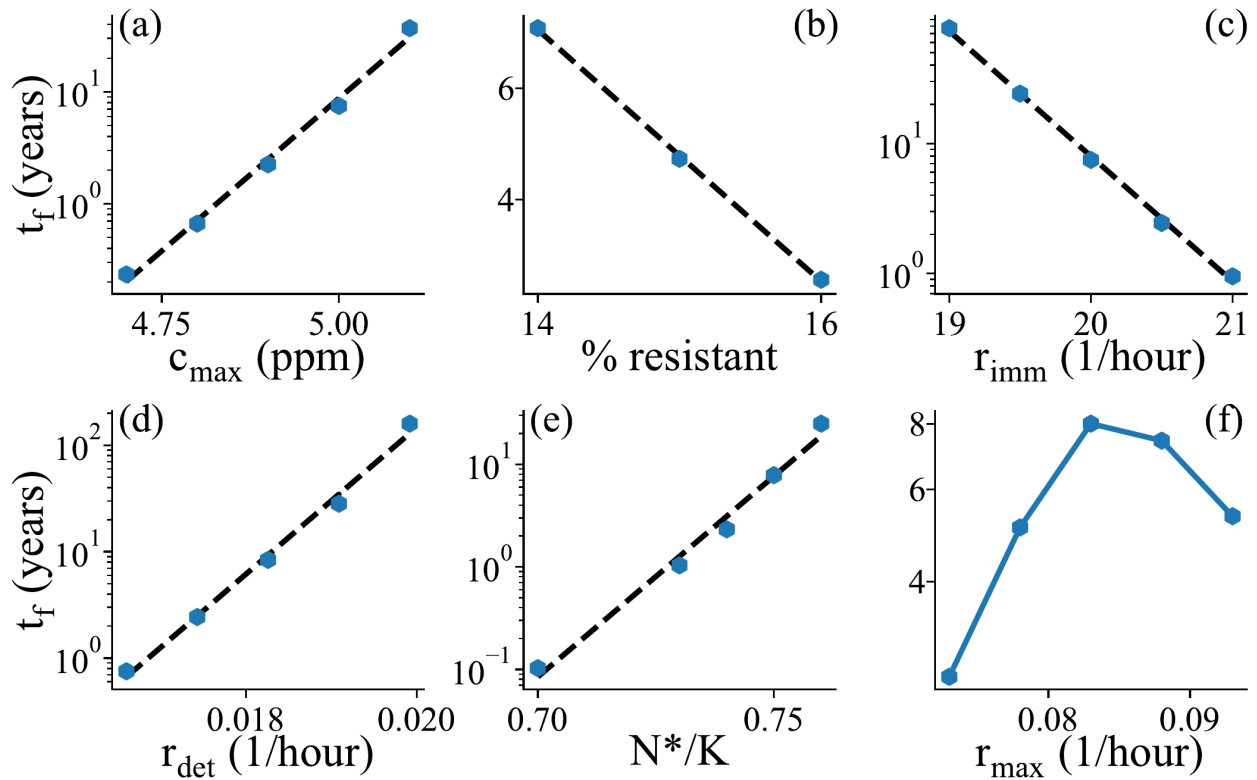 (a)
t_f (years)
10^1
10^0
4.75 5.00
c_max (ppm)
(b)
6
4
14 16
% resistant
(c)
10^1
10^0
19 20 21
r_imm (1/hour)
(d)
t_f (years)
10^2
10^1
10^0
0.018 0.020
r_det (1/hour)
(e)
10^1
10^0
10^−1
0.70 0.75
N*/K
(f)
8
6
4
0.08 0.09
r_max (1/hour)